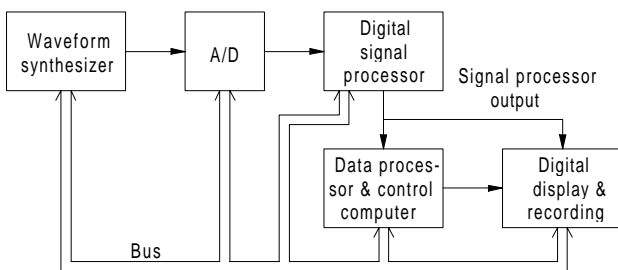 Waveform
synthesizer
A/D
Digital
signal
processor
Signal processor
output
Data proces-
sor & control
computer
Digital
display &
recording
Bus